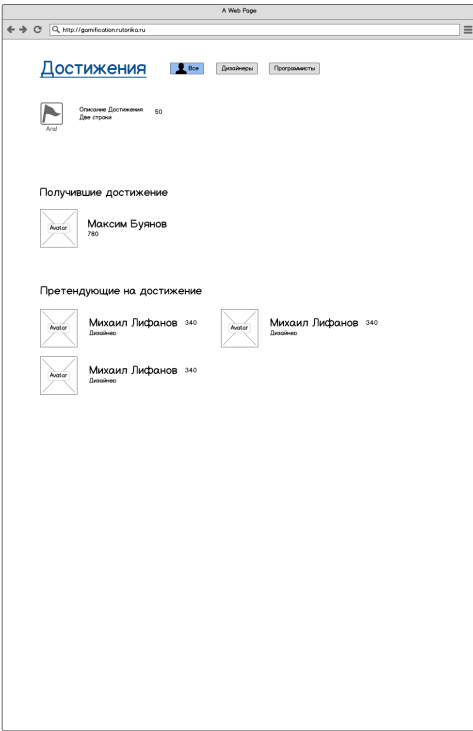 A Web Page
http://gamification.rutorika.ru
Достижения
Все
Дизайнеры
Программисты
Описание Достижения
Две строки
50
Ага!
Получившие достижение
Avatar
Максим Буянов
780
Претендующие на достижение
Avatar
Михаил Лифанов 340
Дизайнер
Avatar
Михаил Лифанов 340
Дизайнер
Avatar
Михаил Лифанов 340
Дизайнер